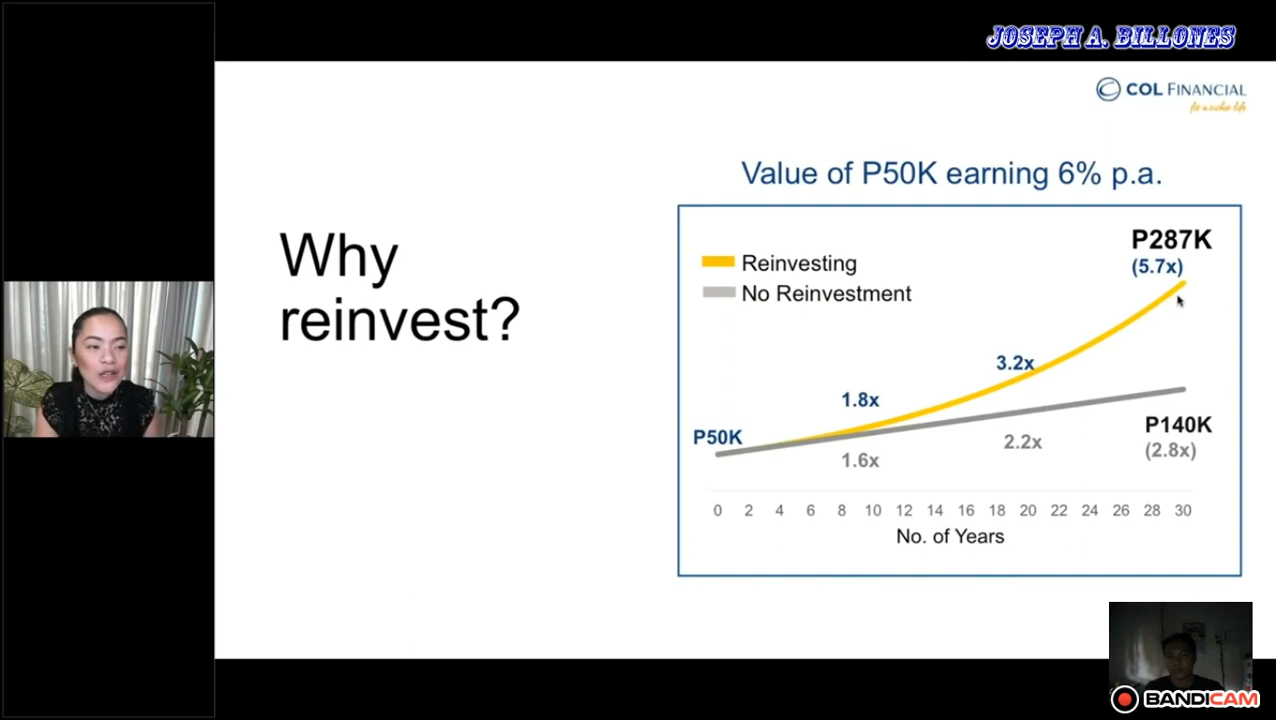 JOSEPH A. BILLONES
COL FINANCIAL
Value of P50K earning 6% p.a.
Why
reinvest?
Reinvesting
No Reinvestment
P287K
(5.7x)
3.2x
1.8x
P50K
1.6x
2.2x
P140K
(2.8x)
0 2 4 6 8 10 12 14 16 18 20 22 24 26 28 30
No. of Years
BANDICAM